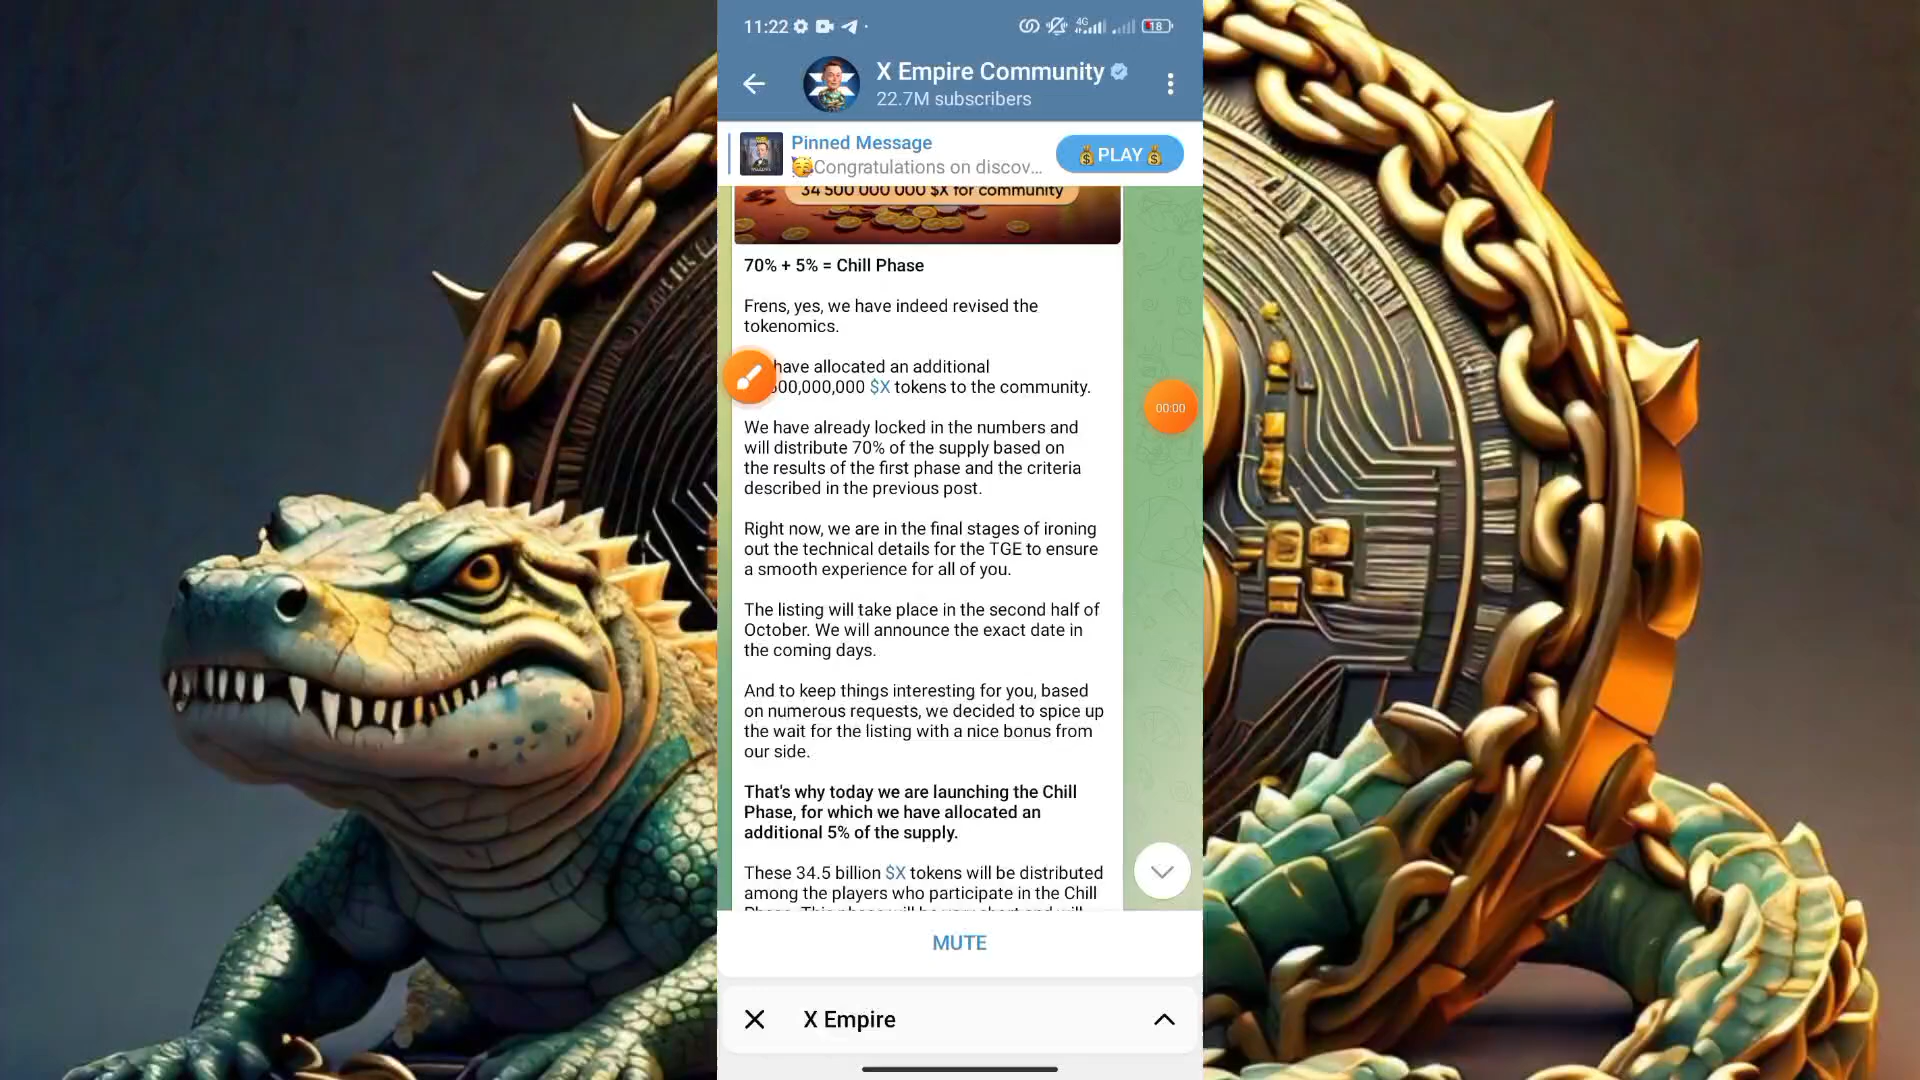 11:22
4G
18
X Empire Community
22.7M subscribers
Pinned Message
🥳Congratulations on discov...
💰PLAY💰
34 500 000 000 $X for community
70% + 5% = Chill Phase
Frens, yes, we have indeed revised the
tokenomics.
have allocated an additional
00,000,000 $X tokens to the community.
We have already locked in the numbers and
will distribute 70% of the supply based on
the results of the first phase and the criteria
described in the previous post.
Right now, we are in the final stages of ironing
out the technical details for the TGE to ensure
a smooth experience for all of you.
The listing will take place in the second half of
October. We will announce the exact date in
the coming days.
And to keep things interesting for you, based
on numerous requests, we decided to spice up
the wait for the listing with a nice bonus from
our side.
That's why today we are launching the Chill
Phase, for which we have allocated an
additional 5% of the supply.
These 34.5 billion $X tokens will be distributed
among the players who participate in the Chill
00:00
MUTE
X Empire